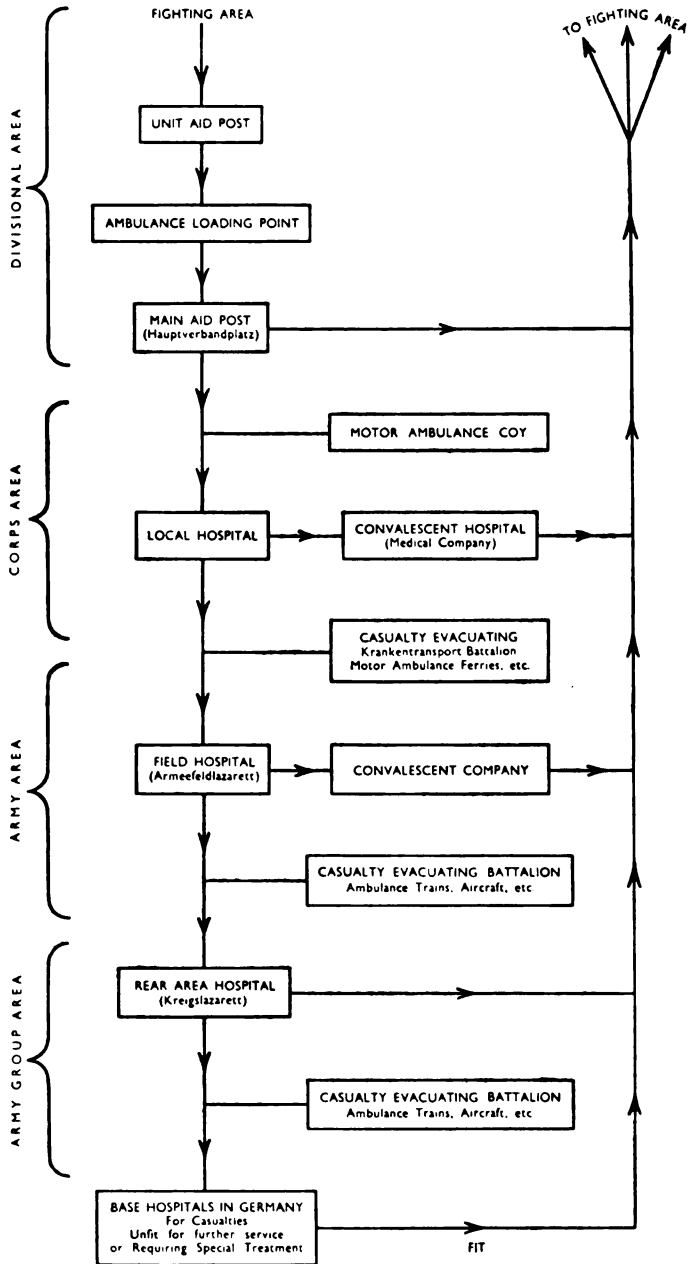 FIGHTING AREA
TO FIGHTING AREA
DIVISIONAL AREA
UNIT AID POST
AMBULANCE LOADING POINT
MAIN AID POST
(Hauptverbandplatz)
CORPS AREA
MOTOR AMBULANCE COY
LOCAL HOSPITAL
CONVALESCENT HOSPITAL
(Medical Company)
CASUALTY EVACUATING
Krankentransport Battalion
Motor Ambulance Ferries, etc.
ARMY AREA
FIELD HOSPITAL
(Armeefeldlazarett)
CONVALESCENT COMPANY
CASUALTY EVACUATING BATTALION
Ambulance Trains, Aircraft, etc
ARMY GROUP AREA
REAR AREA HOSPITAL
(Kreigslazarett)
CASUALTY EVACUATING BATTALION
Ambulance Trains, Aircraft, etc
BASE HOSPITALS IN GERMANY
For Casualties
Unfit for further service
or Requiring Special Treatment
FIT